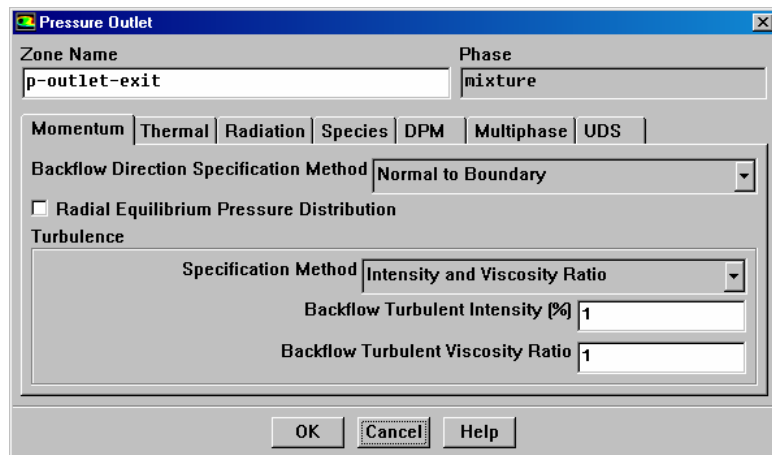 Pressure Outlet
Zone Name Phase
p-outlet-exit mixture
Momentum Thermal Radiation Species DPM Multiphase UDS
Backflow Direction Specification Method Normal to Boundary
Radial Equilibrium Pressure Distribution
Turbulence
Specification Method Intensity and Viscosity Ratio
Backflow Turbulent Intensity (%) 1
Backflow Turbulent Viscosity Ratio 1
OK Cancel Help